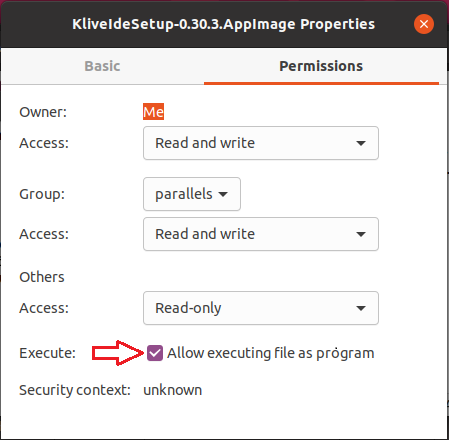 KliveIdeSetup-0.30.3.AppImage Properties
Basic Permissions
Owner: Me
Access: Read and write
Group: parallels
Access: Read and write
Others
Access: Read-only
Execute: Allow executing file as program
Security context: unknown